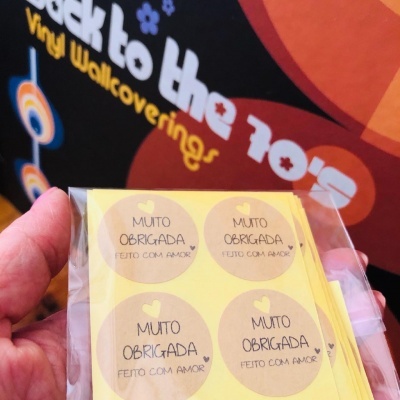 Back to the 70's
Vinyl Wallcoverings
MUITO
OBRIGADA
FEITO COM AMOR
MUITO
OBRIGADA
FEITO COM AMOR
MUITO
OBRIGADA
FEITO COM AMOR
MUITO
OBRIGADA
FEITO COM AMOR